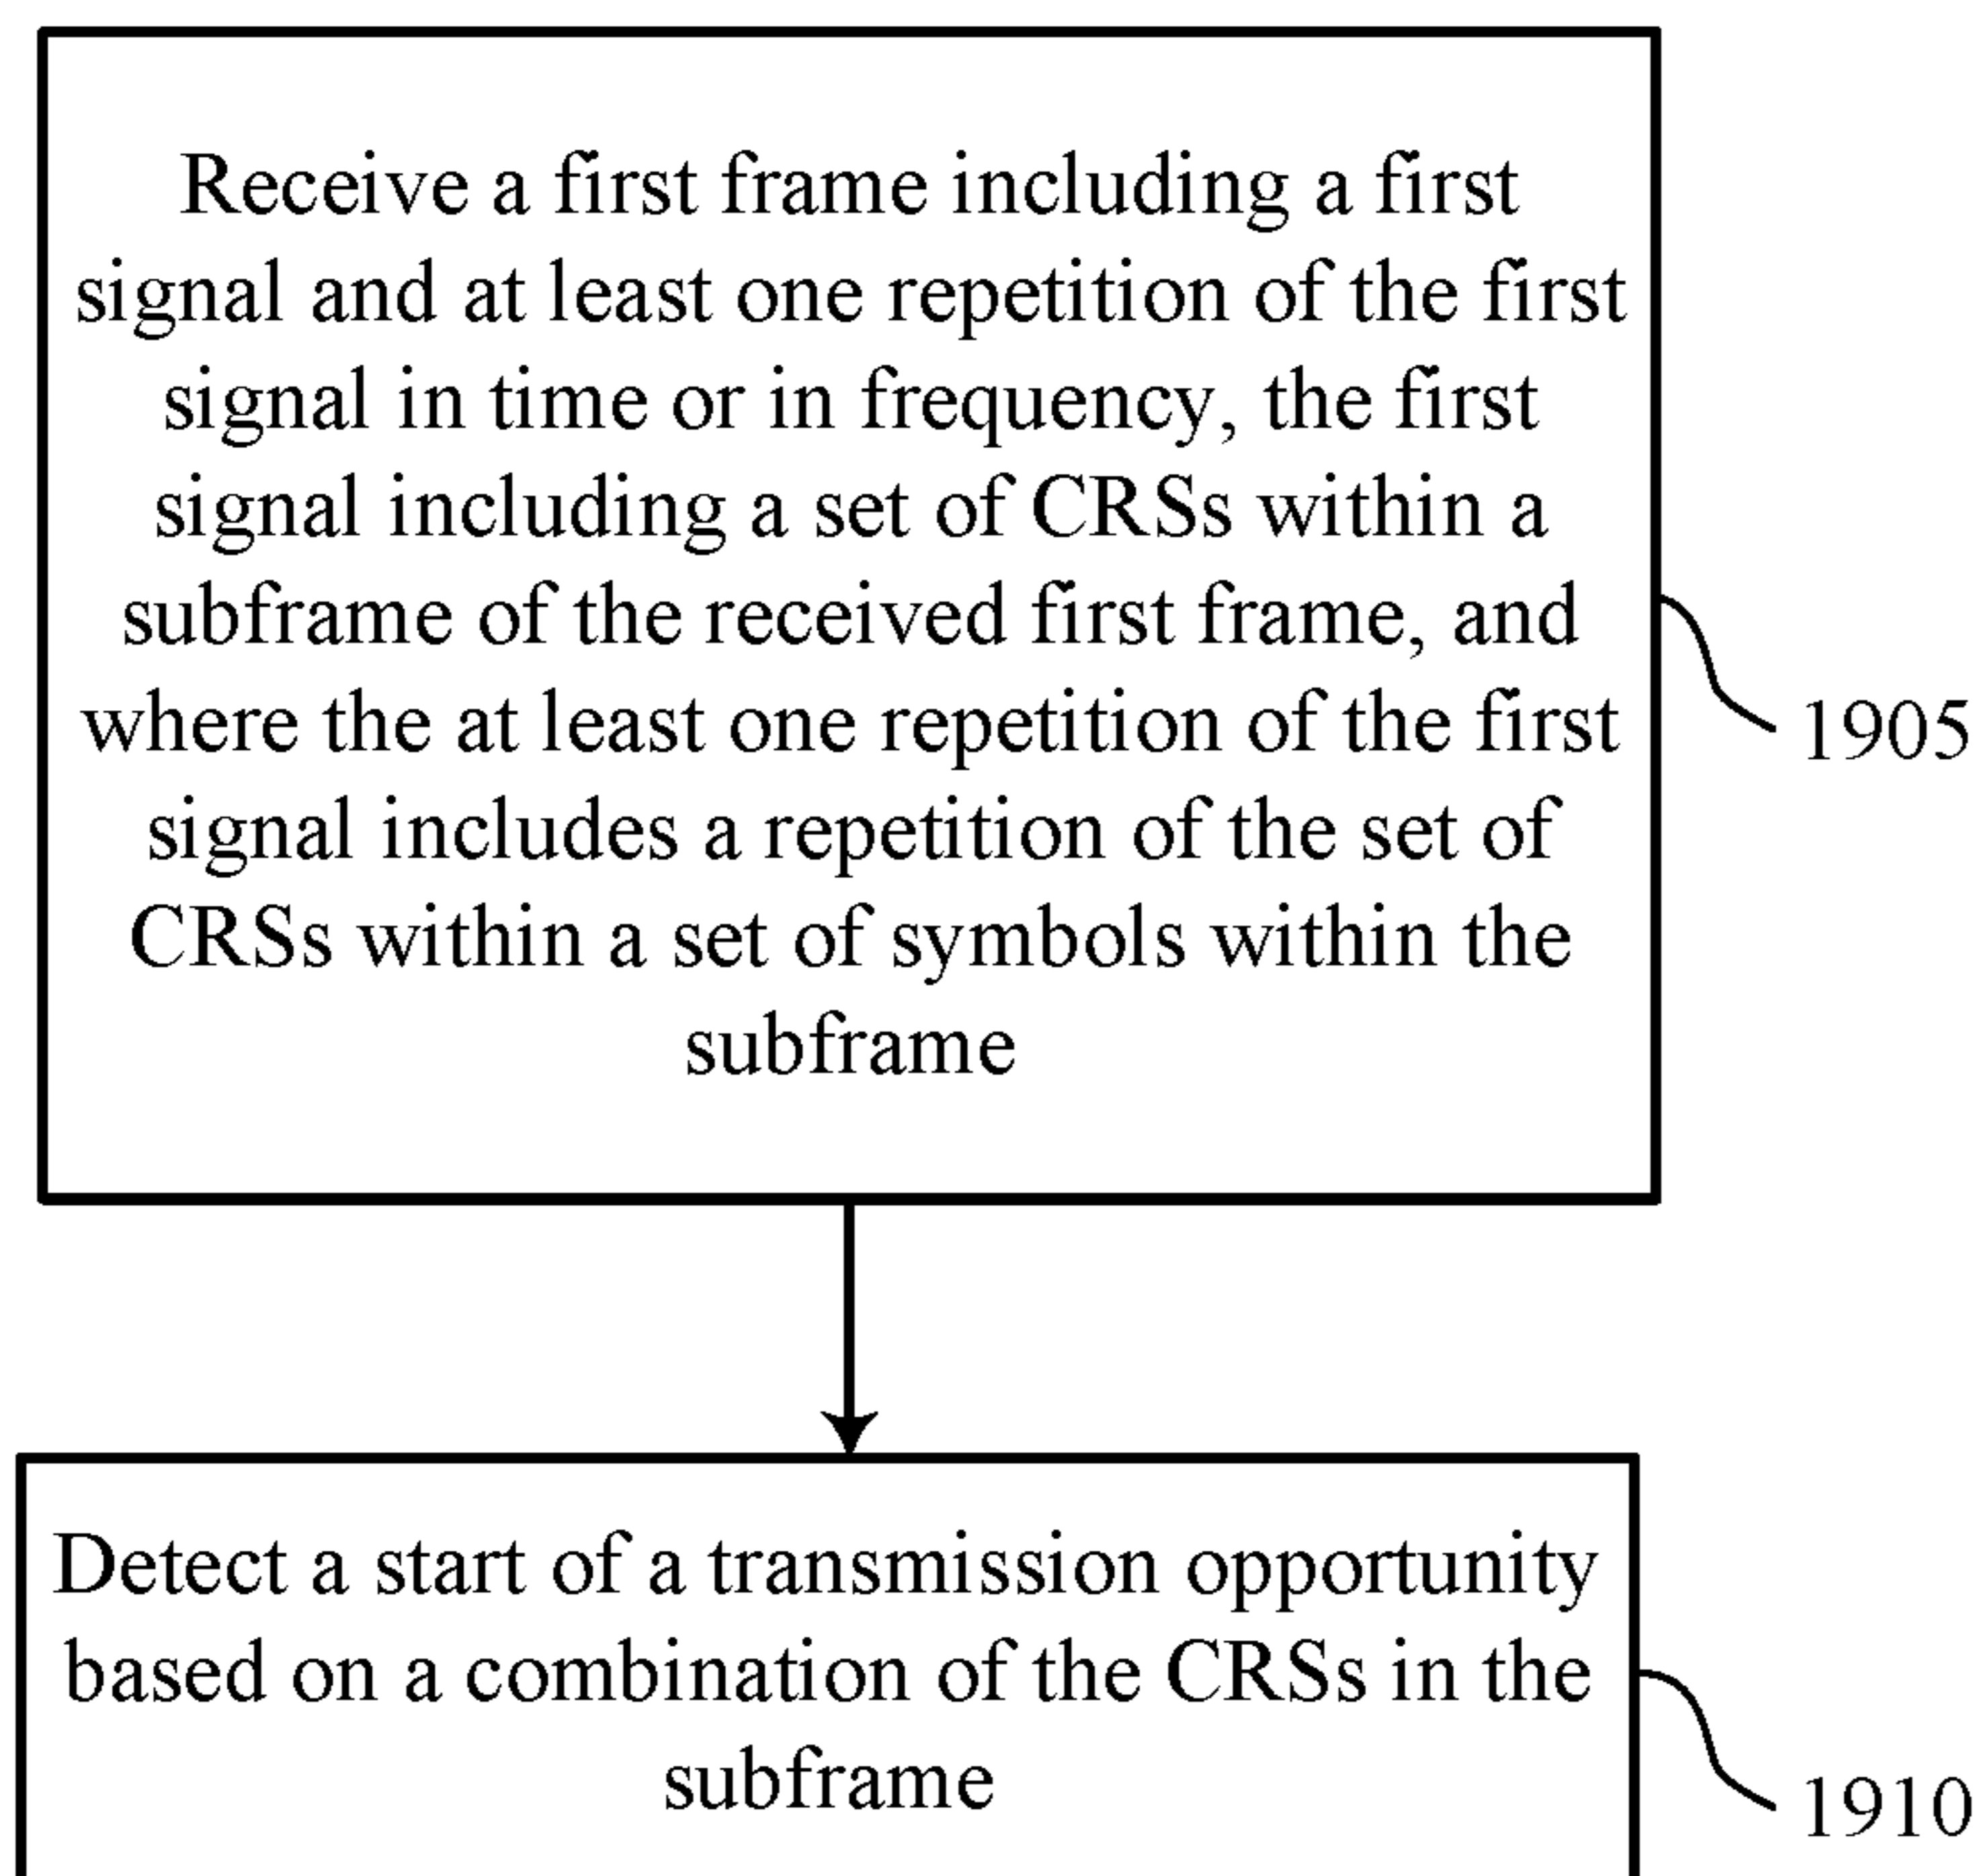 Receive a first frame including a first
signal and at least one repetition of the first
signal in time or in frequency, the first
signal including a set of CRSs within a
subframe of the received first frame, and
where the at least one repetition of the first
signal includes a repetition of the set of
CRSs within a set of symbols within the
subframe
1905
Detect a start of a transmission opportunity
based on a combination of the CRSs in the
subframe
1910